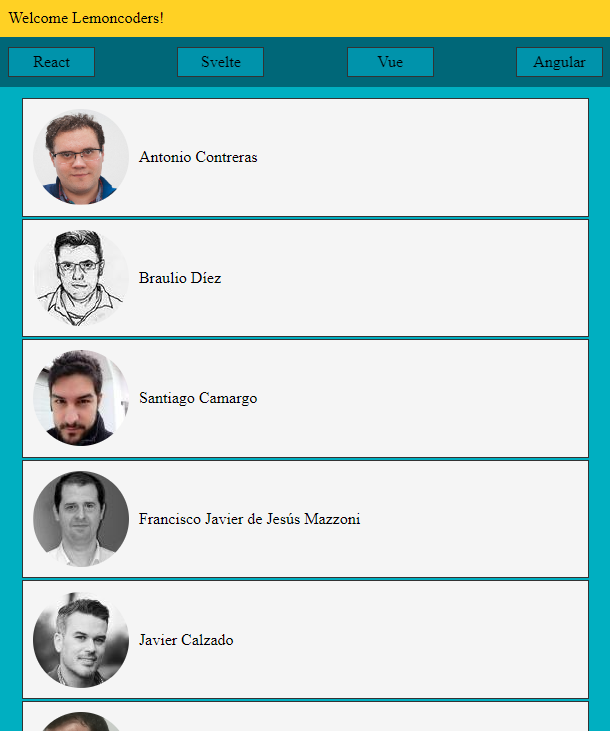 Welcome Lemoncoders!
React Svelte Vue Angular
Antonio Contreras
Braulio Díez
Santiago Camargo
Francisco Javier de Jesús Mazzoni
Javier Calzado